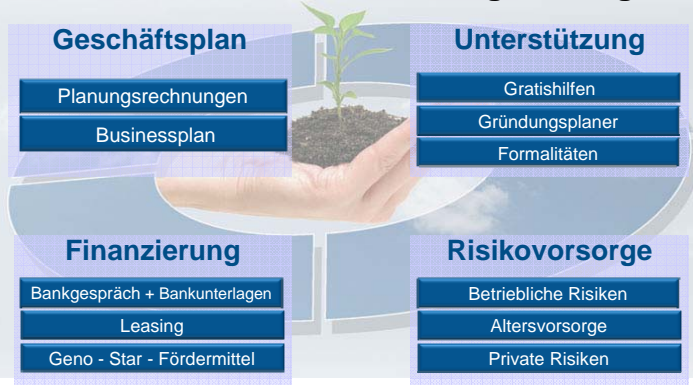 Geschäftsplan
Planungsrechnungen
Businessplan
Unterstützung
Gratishilfen
Gründungsplaner
Formalitäten
Finanzierung
Bankgespräch + Bankunterlagen
Leasing
Geno - Star - Fördermittel
Risikovorsorge
Betriebliche Risiken
Altersvorsorge
Private Risiken